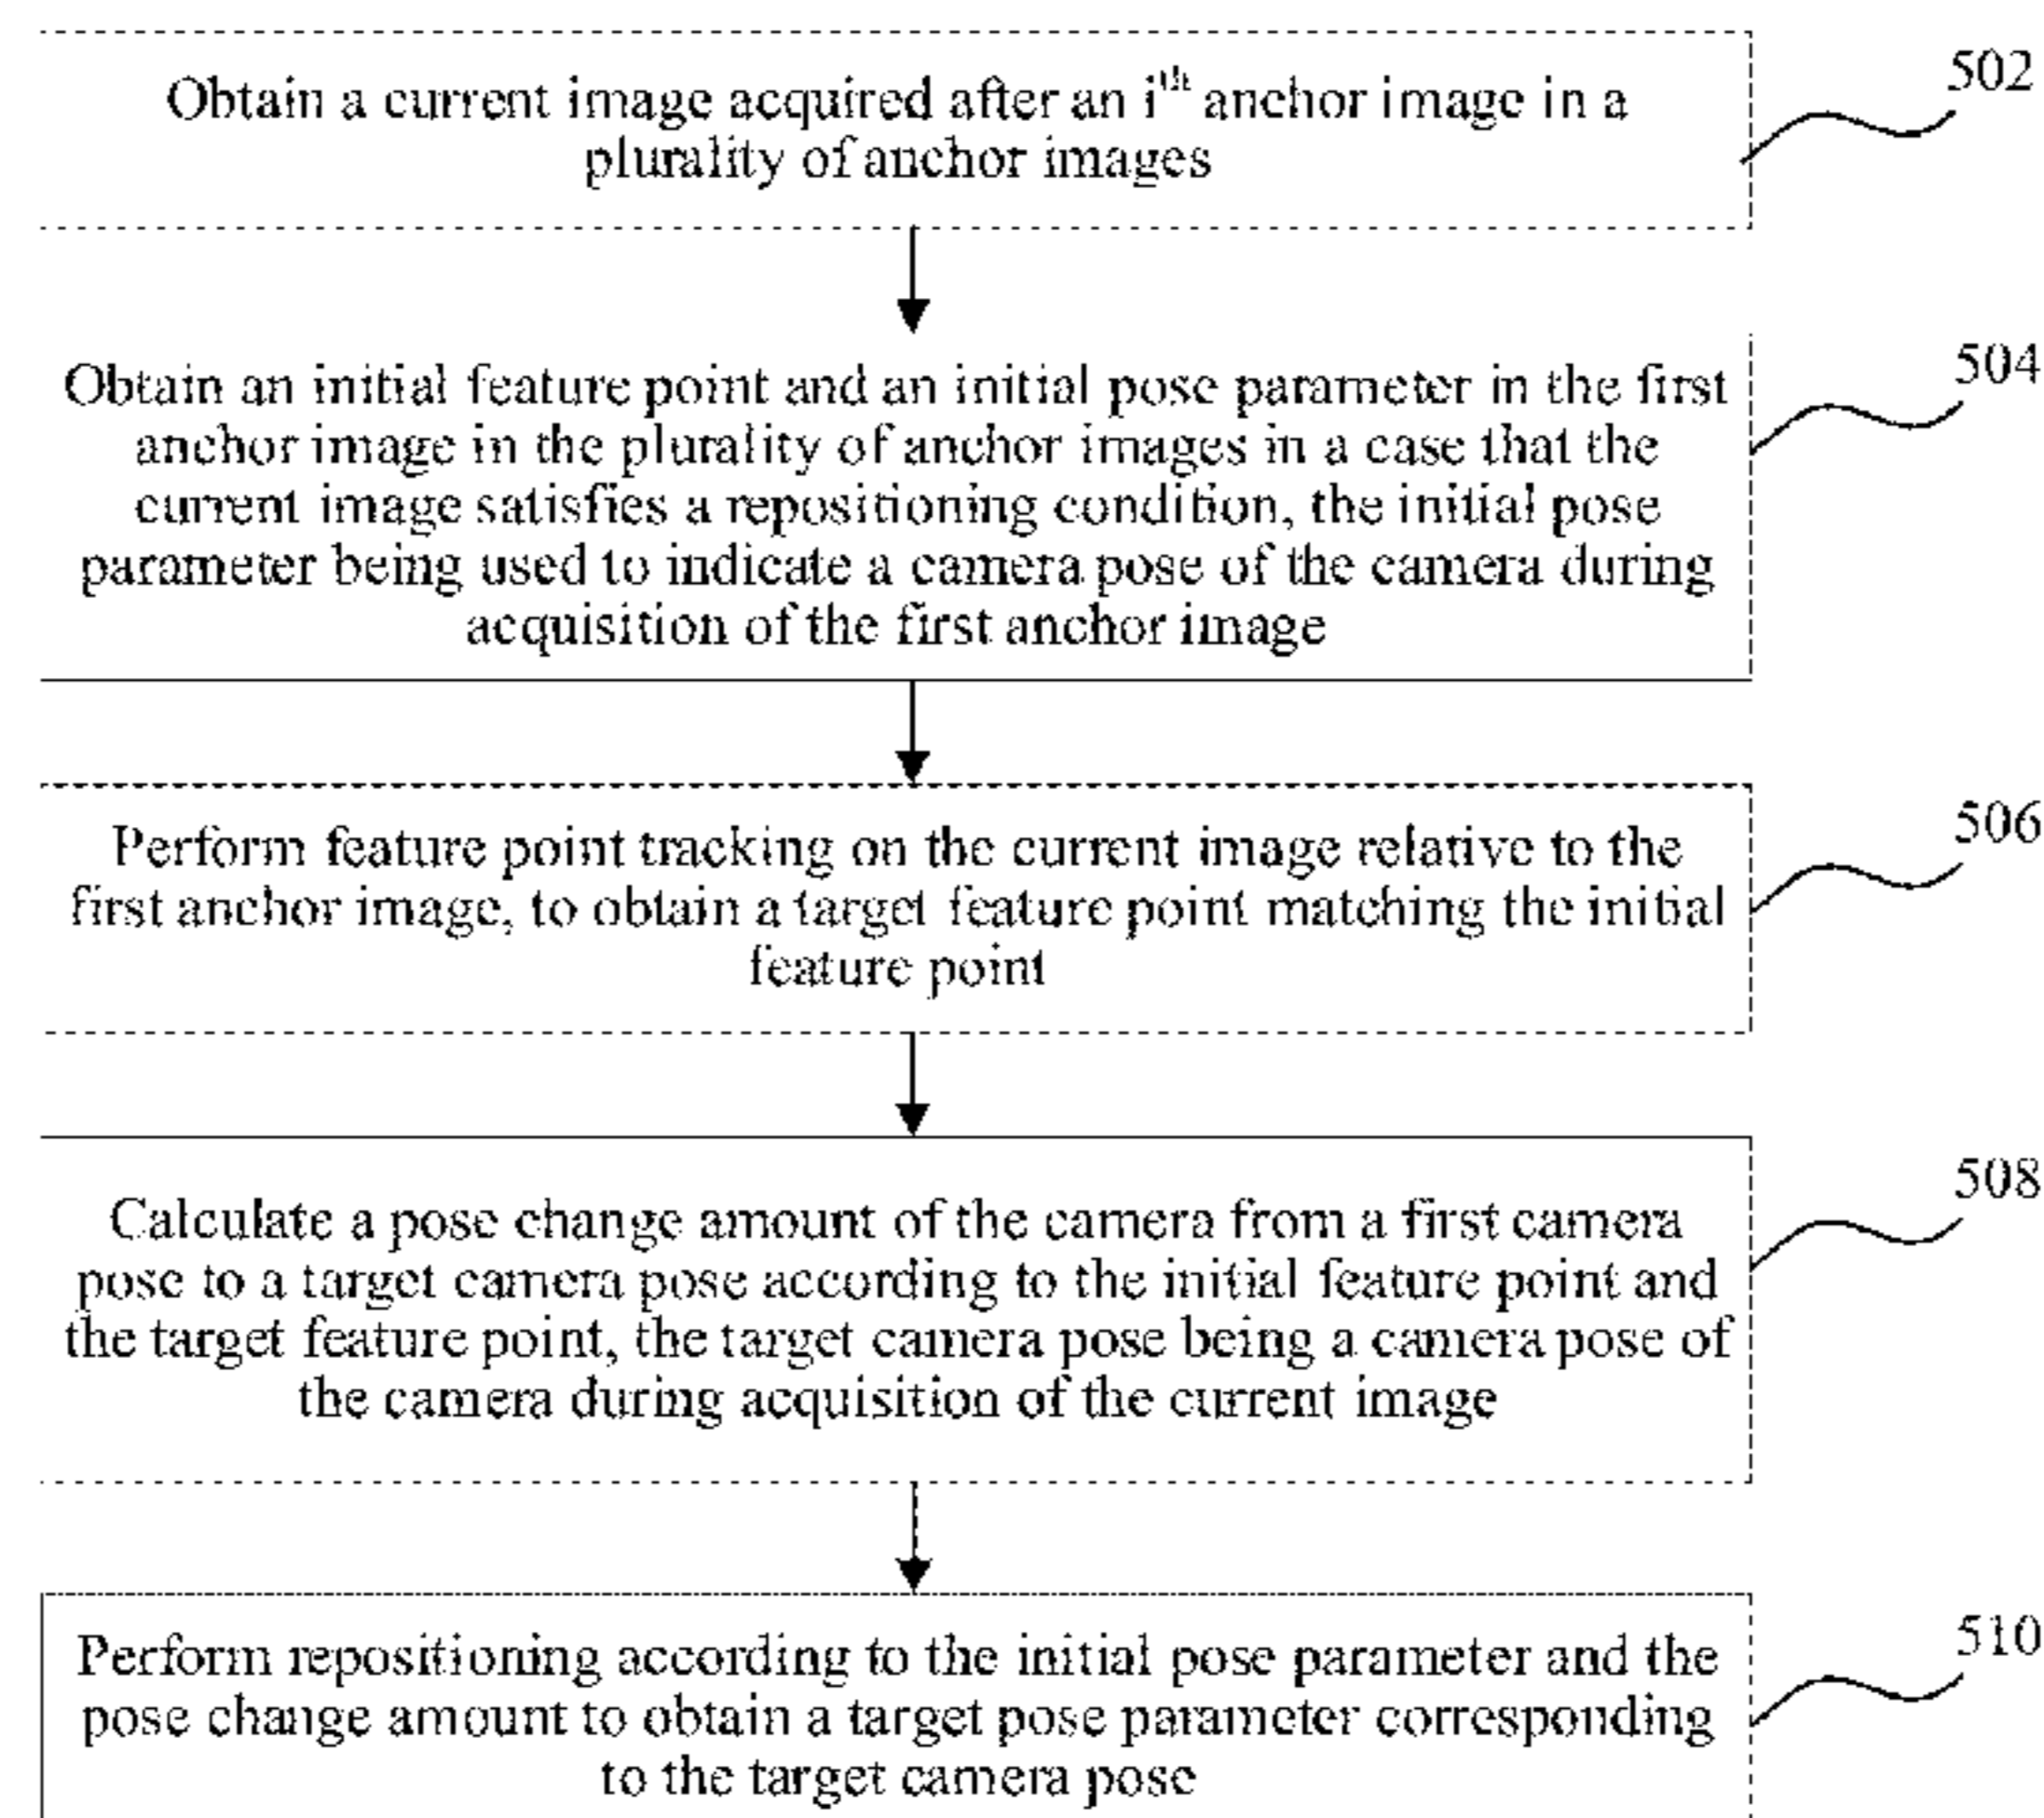 Obtain a current image acquired after an ith anchor image in a
plurality of anchor images
502
Obtain an initial feature point and an initial pose parameter in the first
anchor image in the plurality of anchor images in a case that the
current image satisfies a repositioning condition, the initial pose
parameter being used to indicate a camera pose of the camera during
acquisition of the first anchor image
504
Perform feature point tracking on the current image relative to the
first anchor image, to obtain a target feature point matching the initial
feature point
506
Calculate a pose change amount of the camera from a first camera
pose to a target camera pose according to the initial feature point and
the target feature point, the target camera pose being a camera pose of
the camera during acquisition of the current image
508
Perform repositioning according to the initial pose parameter and the
pose change amount to obtain a target pose parameter corresponding
to the target camera pose
510